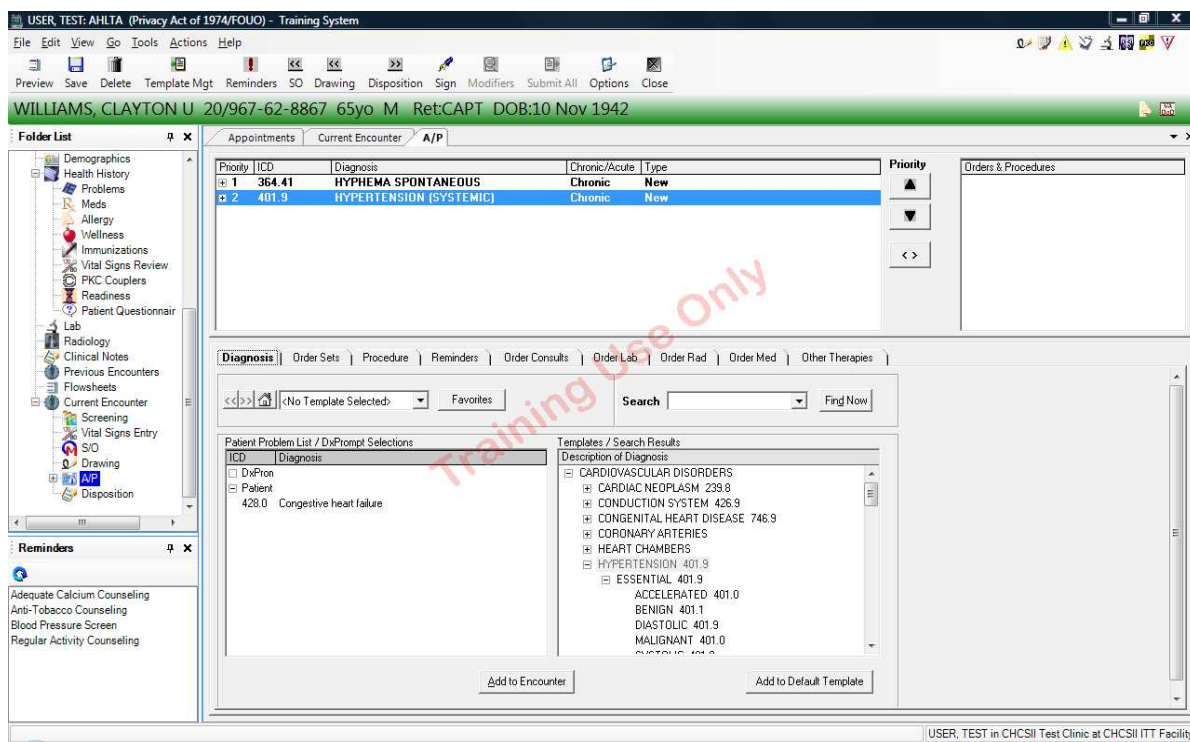 USER, TEST: AHLTA (Privacy Act of 1974/FOUO) - Training System
File Edit View Go Tools Actions Help
Preview Save Delete Template Mgt Reminders SO Drawing Disposition Sign Modifiers Submit All Options Close
WILLIAMS, CLAYTON U 20/967-62-8867 65yo M Ret:CAPT DOB:10 Nov 1942
Folder List
Demographics
Health History
Problems
Meds
Allergy
Wellness
Immunizations
Vital Signs Review
PKC Couplers
Readiness
Patient Questionnair
Lab
Radiology
Clinical Notes
Previous Encounters
Flowsheets
Current Encounter
Screening
Vital Signs Entry
S/O
Drawing
A/P
Disposition
Reminders
Adequate Calcium Counseling
Anti-Tobacco Counseling
Blood Pressure Screen
Regular Activity Counseling
Appointments Current Encounter A/P
Priority ICD Diagnosis Chronic/Acute Type
1 364.41 HYPHEMA SPONTANEOUS Chronic New
2 401.9 HYPERTENSION (SYSTEMIC) Chronic New
Priority
< >
Orders & Procedures
Training Use Only
Diagnosis Order Sets Procedure Reminders Order Consults Order Lab Order Rad Order Med Other Therapies
<< >> <No Template Selected> Favorites Search Find Now
Patient Problem List / DxPrompt Selections
ICD Diagnosis
DxPron
Patient
428.0 Congestive heart failure
Templates / Search Results
Description of Diagnosis
CARDIOVASCULAR DISORDERS
CARDIAC NEOPLASM 239.8
CONDUCTION SYSTEM 426.9
CONGENITAL HEART DISEASE 746.9
CORONARY ARTERIES
HEART CHAMBERS
HYPERTENSION 401.9
ESSENTIAL 401.9
ACCELERATED 401.0
BENIGN 401.1
DIASTOLIC 401.9
MALIGNANT 401.0
Add to Encounter Add to Default Template
USER, TEST in CHCSII Test Clinic at CHCSII ITT Facility